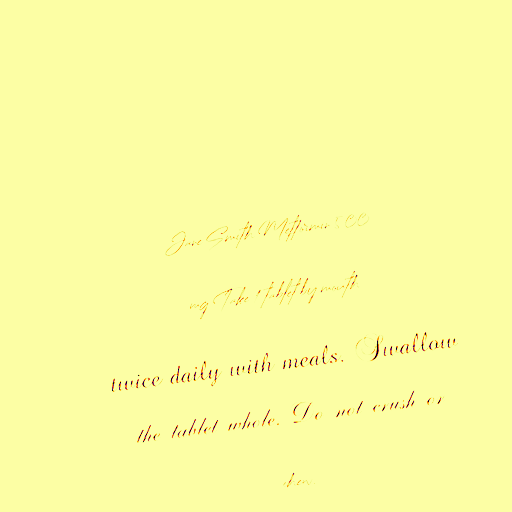 Jane Smith Metformin 500
mg Take 1 tablet by mouth
twice daily with meals. Swallow
the tablet whole. Do not crush or